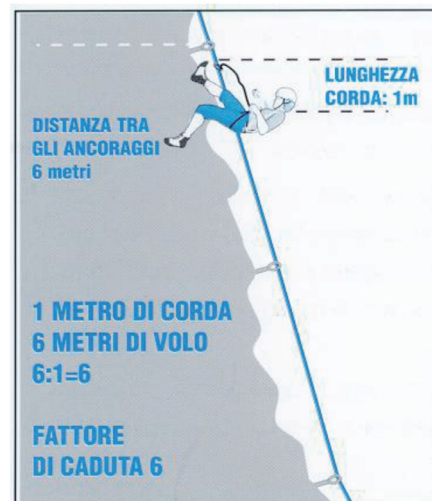 LUNGHEZZA
CORDA: 1m
DISTANZA TRA
GLI ANCORAGGI
6 metri
1 METRO DI CORDA
6 METRI DI VOLO
6:1=6
FATTORE
DI CADUTA 6